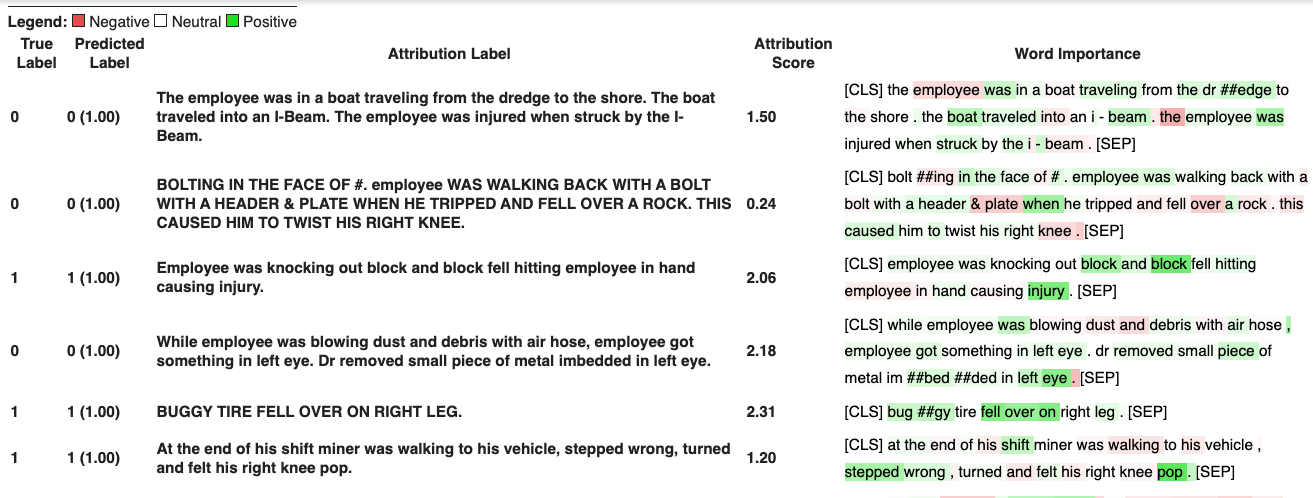 Legend: Negative Neutral Positive
True Label Predicted Label Attribution Label Attribution Score Word Importance
0 0 (1.00) The employee was in a boat traveling from the dredge to the shore. The boat traveled into an I-Beam. The employee was injured when struck by the I-Beam. 1.50 [CLS] the employee was in a boat traveling from the dr ##edge to the shore . the boat traveled into an i - beam . the employee was injured when struck by the i - beam . [SEP]
0 0 (1.00) BOLTING IN THE FACE OF #. employee WAS WALKING BACK WITH A BOLT WITH A HEADER & PLATE WHEN HE TRIPPED AND FELL OVER A ROCK. THIS CAUSED HIM TO TWIST HIS RIGHT KNEE. 0.24 [CLS] bolt ##ing in the face of # . employee was walking back with a bolt with a header & plate when he tripped and fell over a rock . this caused him to twist his right knee . [SEP]
1 1 (1.00) Employee was knocking out block and block fell hitting employee in hand causing injury. 2.06 [CLS] employee was knocking out block and block fell hitting employee in hand causing injury . [SEP]
0 0 (1.00) While employee was blowing dust and debris with air hose, employee got something in left eye. Dr removed small piece of metal imbedded in left eye. 2.18 [CLS] while employee was blowing dust and debris with air hose , employee got something in left eye . dr removed small piece of metal im ##bed ##ded in left eye . [SEP]
1 1 (1.00) BUGGY TIRE FELL OVER ON RIGHT LEG. 2.31 [CLS] bug ##gy tire fell over on right leg . [SEP]
1 1 (1.00) At the end of his shift miner was walking to his vehicle, stepped wrong, turned and felt his right knee pop. 1.20 [CLS] at the end of his shift miner was walking to his vehicle , stepped wrong , turned and felt his right knee pop . [SEP]